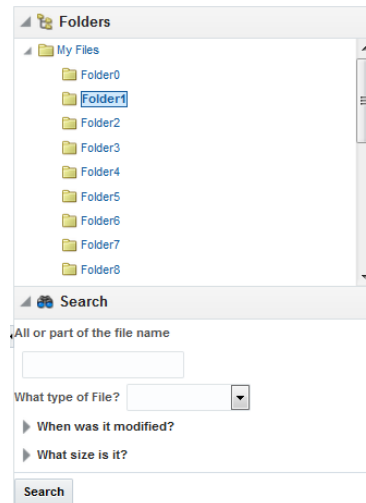 Folders
My Files
Folder0
Folder1
Folder2
Folder3
Folder4
Folder5
Folder6
Folder7
Folder8
Search
All or part of the file name
What type of File?
When was it modified?
What size is it?
Search